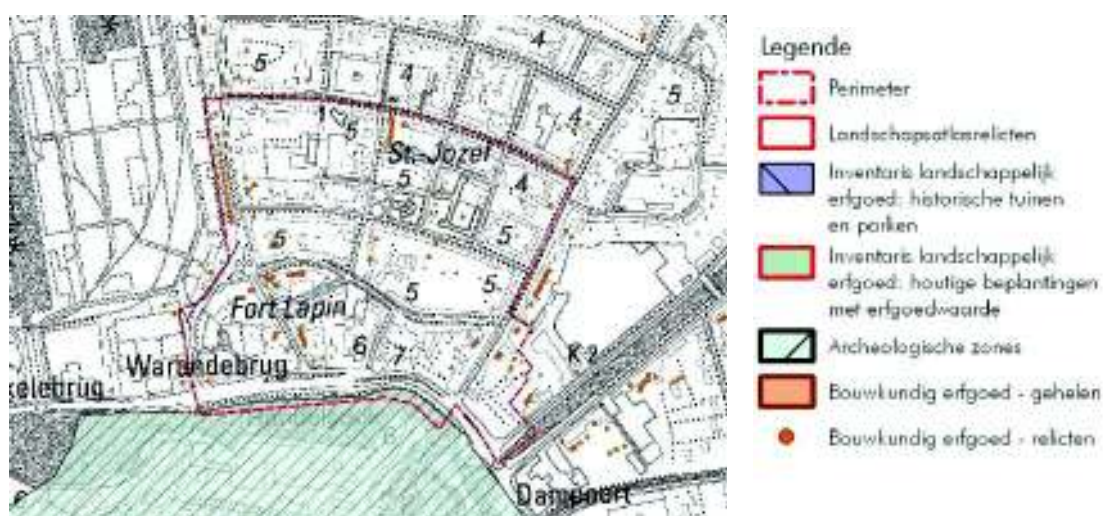 4
5
5
4
5
4
St.-Jozef
5
4
5
5
5
5
Fort Lapin
6
7
K 2
Warandebrug
kelebrug
Dampoort
Legende
Perimeter
Landschapsatlasrelicten
Inventaris landschappelijk
erfgoed: historische tuinen
en parken
Inventaris landschappelijk
erfgoed: houtige beplantingen
met erfgoedwaarde
Archeologische zones
Bouwkundig erfgoed - gehelen
Bouwkundig erfgoed - relicten